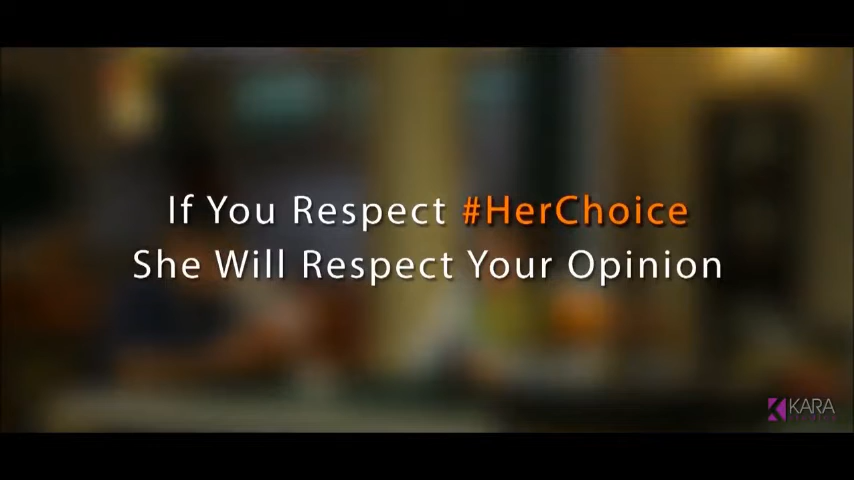 If You Respect #HerChoice
She Will Respect Your Opinion
KARA